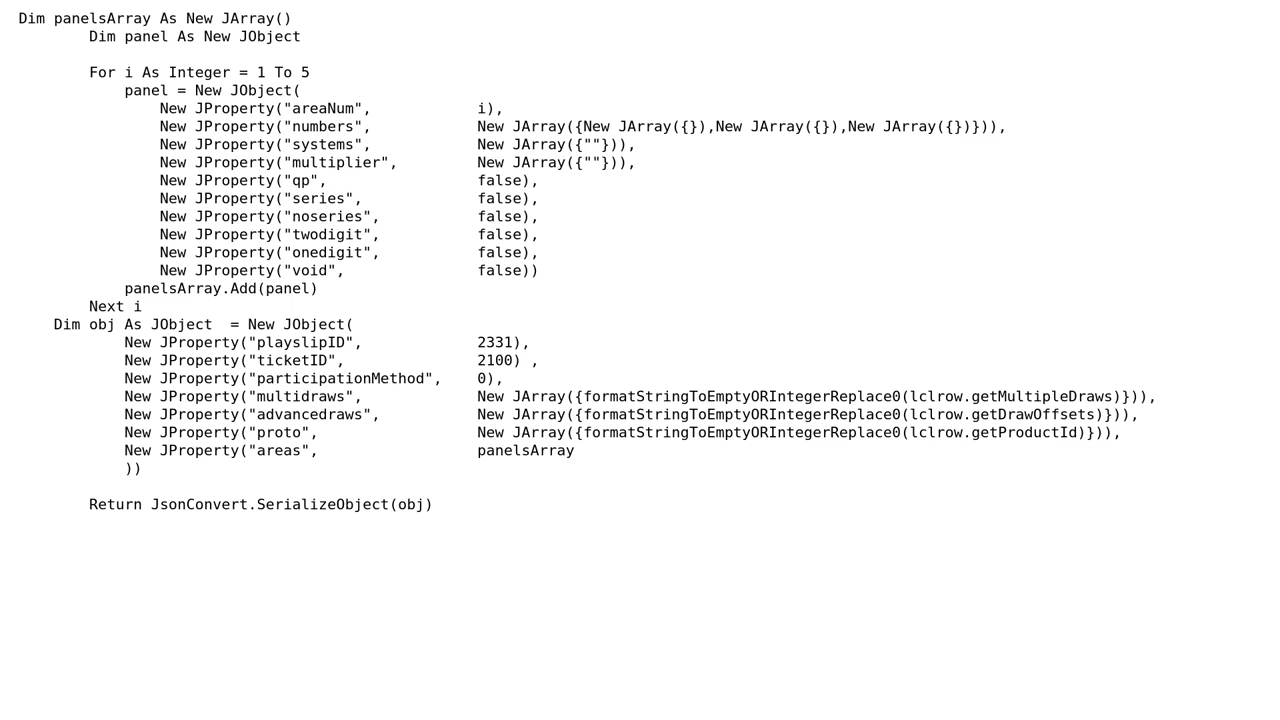 Dim panelsArray As New JArray()
        Dim panel As New JObject

        For i As Integer = 1 To 5
            panel = New JObject(
                New JProperty("areaNum",            i),
                New JProperty("numbers",            New JArray({New JArray({}),New JArray({}),New JArray({})})),
                New JProperty("systems",            New JArray({""})),
                New JProperty("multiplier",         New JArray({""})),
                New JProperty("qp",                 false),
                New JProperty("series",             false),
                New JProperty("noseries",           false),
                New JProperty("twodigit",           false),
                New JProperty("onedigit",           false),
                New JProperty("void",               false))
            panelsArray.Add(panel)
        Next i
    Dim obj As JObject  = New JObject(
            New JProperty("playslipID",             2331),
            New JProperty("ticketID",               2100) ,
            New JProperty("participationMethod",    0),
            New JProperty("multidraws",             New JArray({formatStringToEmptyORIntegerReplace0(lclrow.getMultipleDraws)})),
            New JProperty("advancedraws",           New JArray({formatStringToEmptyORIntegerReplace0(lclrow.getDrawOffsets)})),
            New JProperty("proto",                  New JArray({formatStringToEmptyORIntegerReplace0(lclrow.getProductId)})),
            New JProperty("areas",                  panelsArray
            ))

        Return JsonConvert.SerializeObject(obj)